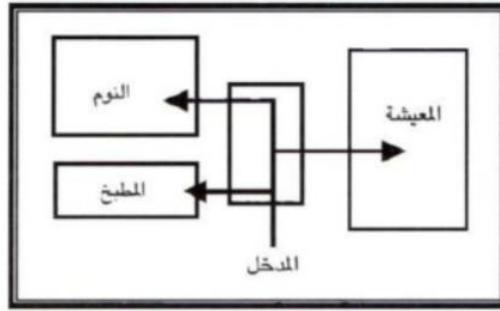 النوم
المعيشة
المطبخ
المدخل